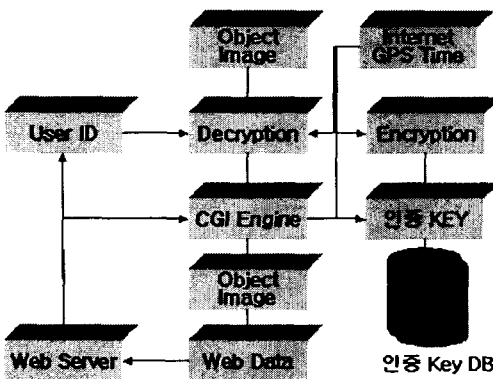 Object
Image
Internet
GPS Time
User ID
Decryption
Encryption
CGI Engine
인증 KEY
Object
Image
Web Server
Web Data
인증 Key DB